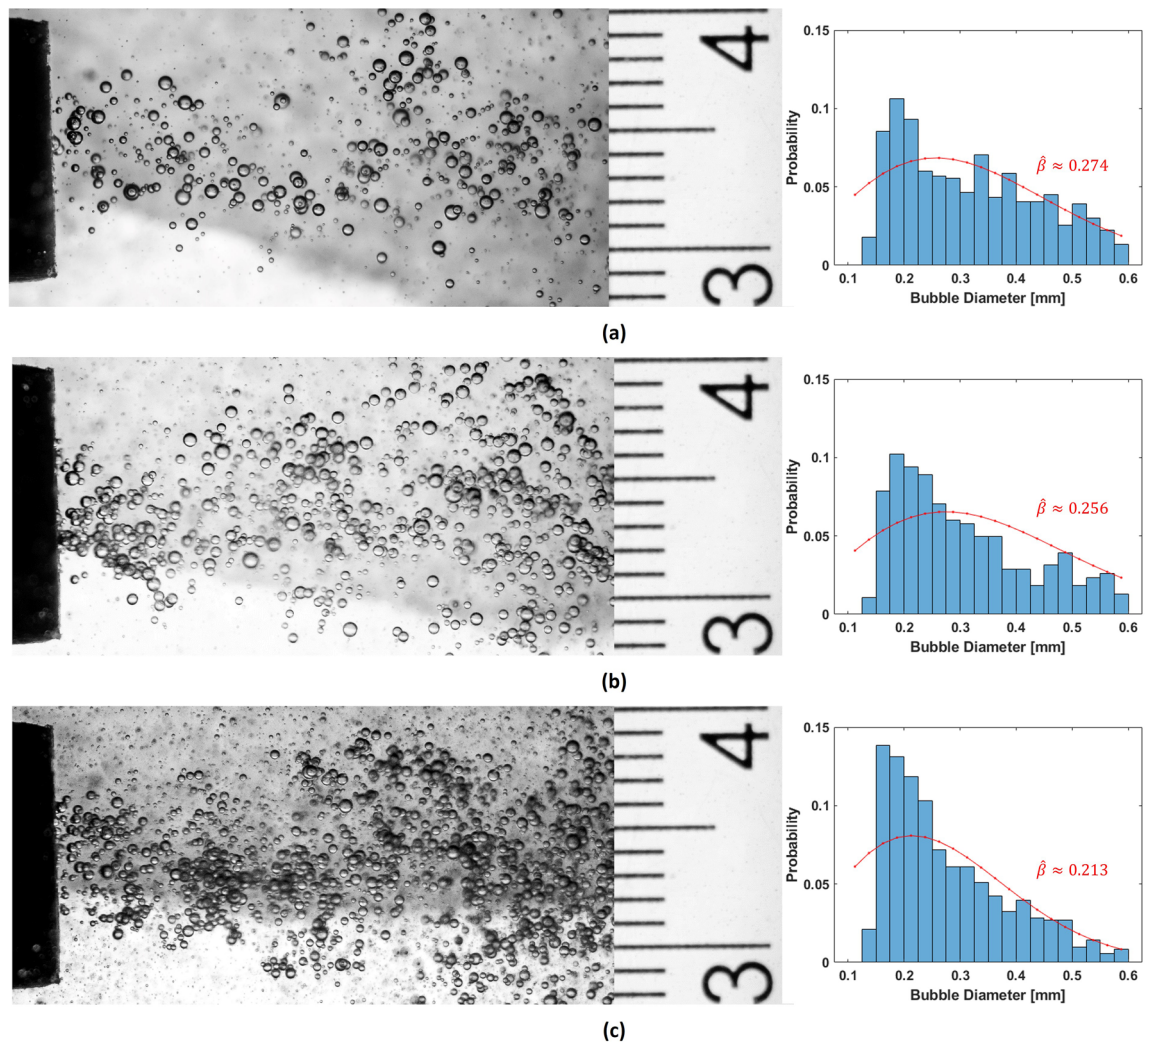 4
3
0.15
0.1
0.05
0
Probability
β̂ ≈ 0.274
0.1 0.2 0.3 0.4 0.5 0.6
Bubble Diameter [mm]
(a)
4
3
0.15
0.1
0.05
0
Probability
β̂ ≈ 0.256
0.1 0.2 0.3 0.4 0.5 0.6
Bubble Diameter [mm]
(b)
4
3
0.15
0.1
0.05
0
Probability
β̂ ≈ 0.213
0.1 0.2 0.3 0.4 0.5 0.6
Bubble Diameter [mm]
(c)